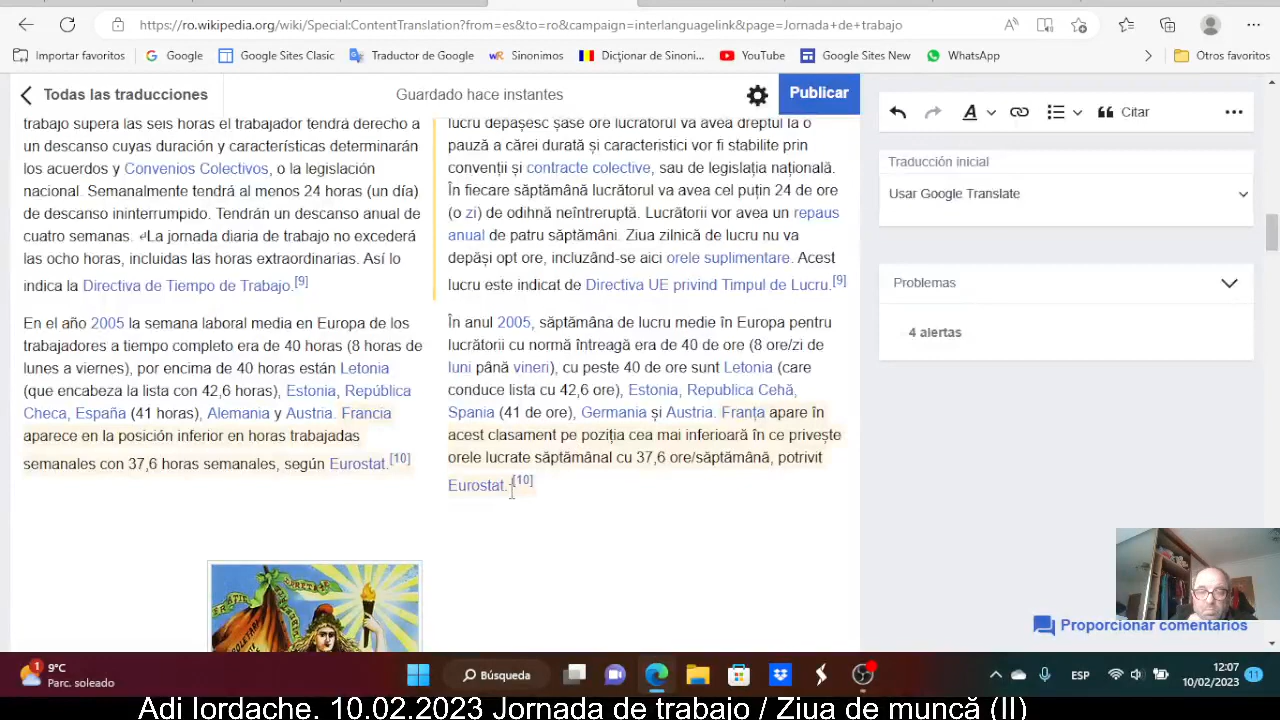 https://ro.wikipedia.org/wiki/Special:ContentTranslation?from=es&to=ro&campaign=interlanguagelink&page=Jornada+de+trabajo
Importar favoritos
Google
Google Sites Clasic
Traductor de Google
wR Sinonimos
Dicţionar de Sinoni...
YouTube
Google Sites New
WhatsApp
Otros favoritos
Todas las traducciones
Guardado hace instantes
Publicar
trabajo supera las seis horas el trabajador tendrá derecho a
un descanso cuyas duración y características determinarán
los acuerdos y Convenios Colectivos, o la legislación
nacional. Semanalmente tendrá al menos 24 horas (un día)
de descanso ininterrumpido. Tendrán un descanso anual de
cuatro semanas. ↲La jornada diaria de trabajo no excederá
las ocho horas, incluidas las horas extraordinarias. Así lo
indica la Directiva de Tiempo de Trabajo.[9]
En el año 2005 la semana laboral media en Europa de los
trabajadores a tiempo completo era de 40 horas (8 horas de
lunes a viernes), por encima de 40 horas están Letonia
(que encabeza la lista con 42,6 horas), Estonia, República
Checa, España (41 horas), Alemania y Austria. Francia
aparece en la posición inferior en horas trabajadas
semanales con 37,6 horas semanales, según Eurostat.[10]
lucru depășesc șase ore lucrătorul va avea dreptul la o
pauză a cărei durată și caracteristici vor fi stabilite prin
convenții și contracte colective, sau de legislația națională.
În fiecare săptămână lucrătorul va avea cel puțin 24 de ore
(o zi) de odihnă neîntreruptă. Lucrătorii vor avea un repaus
anual de patru săptămâni. Ziua zilnică de lucru nu va
depăși opt ore, incluzând-se aici orele suplimentare. Acest
lucru este indicat de Directiva UE privind Timpul de Lucru.[9]
În anul 2005, săptămâna de lucru medie în Europa pentru
lucrătorii cu normă întreagă era de 40 de ore (8 ore/zi de
luni până vineri), cu peste 40 de ore sunt Letonia (care
conduce lista cu 42,6 ore), Estonia, Republica Cehă,
Spania (41 de ore), Germania și Austria. Franța apare în
acest clasament pe poziția cea mai inferioară în ce privește
orele lucrate săptămânal cu 37,6 ore/săptămână, potrivit
Eurostat. [10]
A
Citar
Traducción inicial
Usar Google Translate
Problemas
4 alertas
Proporcionar comentarios
1
9°C
Parc. soleado
Búsqueda
ESP
12:07
10/02/2023
11
Adi Iordache. 10.02.2023 Jornada de trabajo / Ziua de muncă (II)